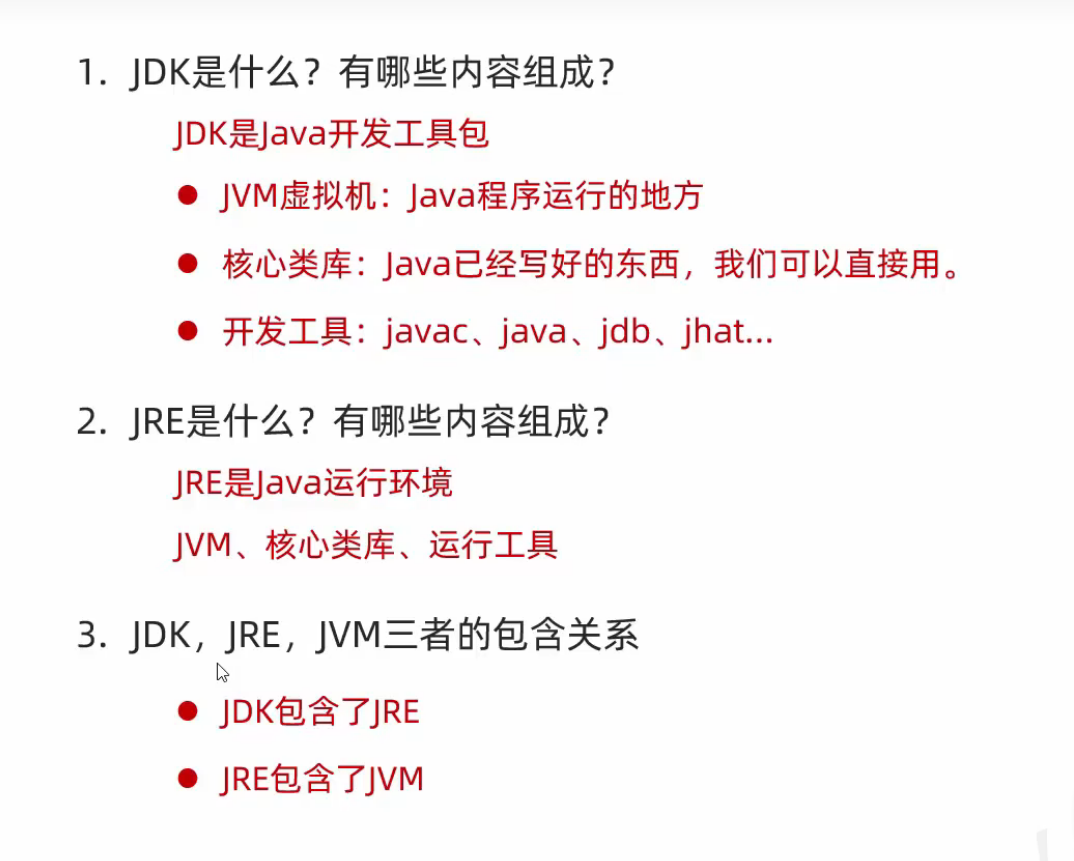 1. JDK是什么？有哪些内容组成？
JDK是Java开发工具包
● JVM虚拟机：Java程序运行的地方
● 核心类库：Java已经写好的东西，我们可以直接用。
● 开发工具：javac、java、jdb、jhat...
2. JRE是什么？有哪些内容组成？
JRE是Java运行环境
JVM、核心类库、运行工具
3. JDK，JRE，JVM三者的包含关系
● JDK包含了JRE
● JRE包含了JVM